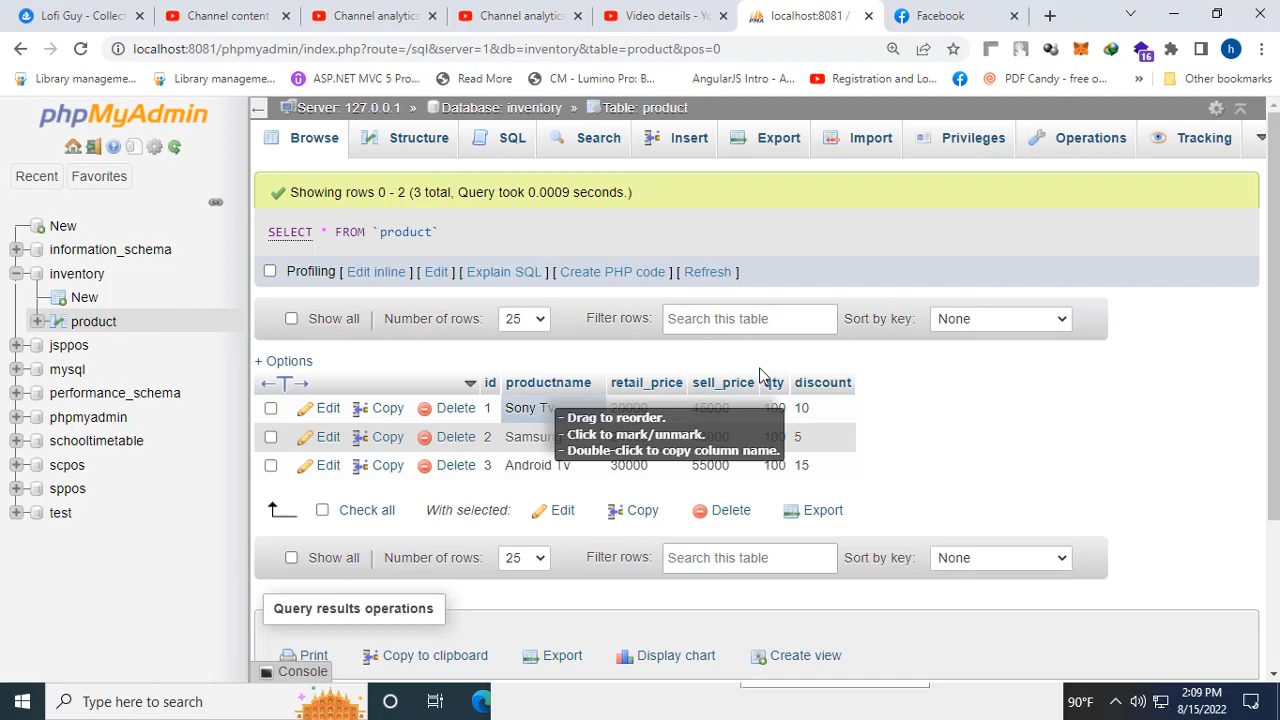 Lofi Guy - Collect
Channel content
Channel analytics
Channel analytics
Video details - Yo
localhost:8081 /
Facebook
localhost:8081/phpmyadmin/index.php?route=/sql&server=1&db=inventory&table=product&pos=0
16
h
Library manageme...
Library manageme...
ASP.NET MVC 5 Pro...
Read More
CM - Lumino Pro: B...
AngularJS Intro - A...
Registration and Lo...
PDF Candy - free o...
»
Other bookmarks
phpMyAdmin
Recent
Favorites
New
information_schema
inventory
New
product
jsppos
mysql
performance_schema
phpmyadmin
schooltimetable
scpos
sppos
test
Server: 127.0.0.1 » Database: inventory » Table: product
Browse
Structure
SQL
Search
Insert
Export
Import
Privileges
Operations
Tracking
Showing rows 0 - 2 (3 total, Query took 0.0009 seconds.)
SELECT * FROM `product`
Profiling [ Edit inline ] [ Edit ] [ Explain SQL ] [ Create PHP code ] [ Refresh ]
Show all | Number of rows: 25 Filter rows: Search this table Sort by key: None
+ Options
←T→ id productname retail_price sell_price qty discount
Edit Copy Delete 1 Sony Tv 20000 45000 100 10
Edit Copy Delete 2 Samsung 100 5
Edit Copy Delete 3 Android Tv 30000 55000 100 15
- Drag to reorder.
- Click to mark/unmark.
- Double-click to copy column name.
Check all With selected: Edit Copy Delete Export
Show all | Number of rows: 25 Filter rows: Search this table Sort by key: None
Query results operations
Print Copy to clipboard Export Display chart Create view
Console
Type here to search
90°F
2:09 PM
8/15/2022